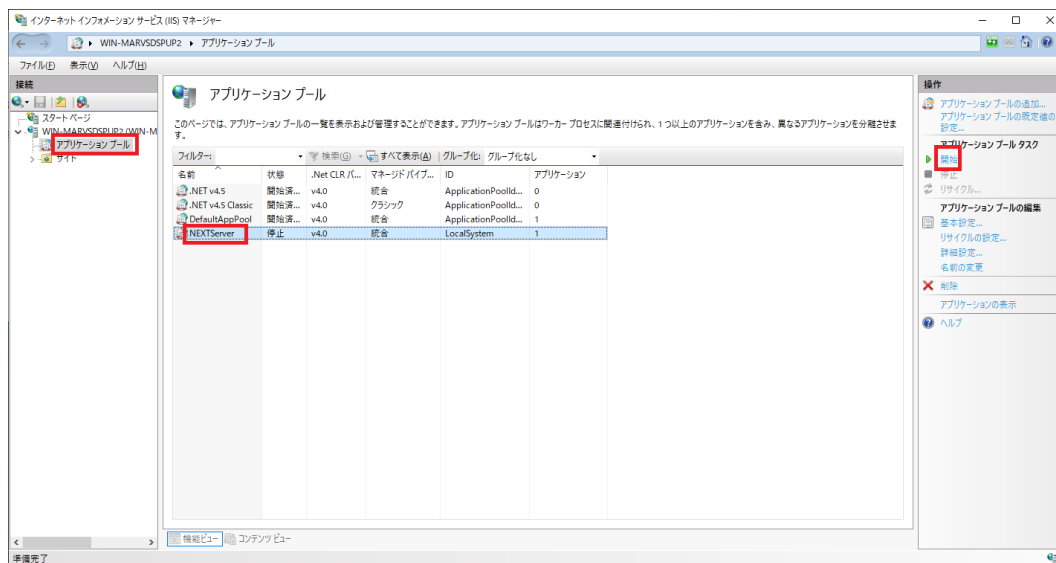 インターネット インフォメーション サービス (IIS) マネージャー
WIN-MARVSDSPUP2 アプリケーション プール
ファイル(F) 表示(V) ヘルプ(H)
接続
スタート ページ
WIN-MARVSDSPUP2 (WIN-M
アプリケーション プール
サイト
アプリケーション プール
このページでは、アプリケーション プールの一覧を表示および管理することができます。アプリケーション プールはワーカー プロセスに関連付けられ、1 つ以上のアプリケーションを含み、異なるアプリケーションを分離させま
す。
フィルター: 検索(G) すべて表示(A) グループ化: グループ化なし
名前 状態 .Net CLR バ... マネージド パイプ... ID アプリケーション
.NET v4.5 開始済... v4.0 統合 ApplicationPoolId... 0
.NET v4.5 Classic 開始済... v4.0 クラシック ApplicationPoolId... 0
DefaultAppPool 開始済... v4.0 統合 ApplicationPoolId... 1
NEXTServer 停止 v4.0 統合 LocalSystem 1
機能ビュー コンテンツ ビュー
準備完了
操作
アプリケーション プールの追加...
アプリケーション プールの既定値の
設定...
アプリケーション プール タスク
開始
停止
リサイクル...
アプリケーション プールの編集
基本設定...
リサイクルの設定...
詳細設定...
名前の変更
削除
アプリケーションの表示
ヘルプ